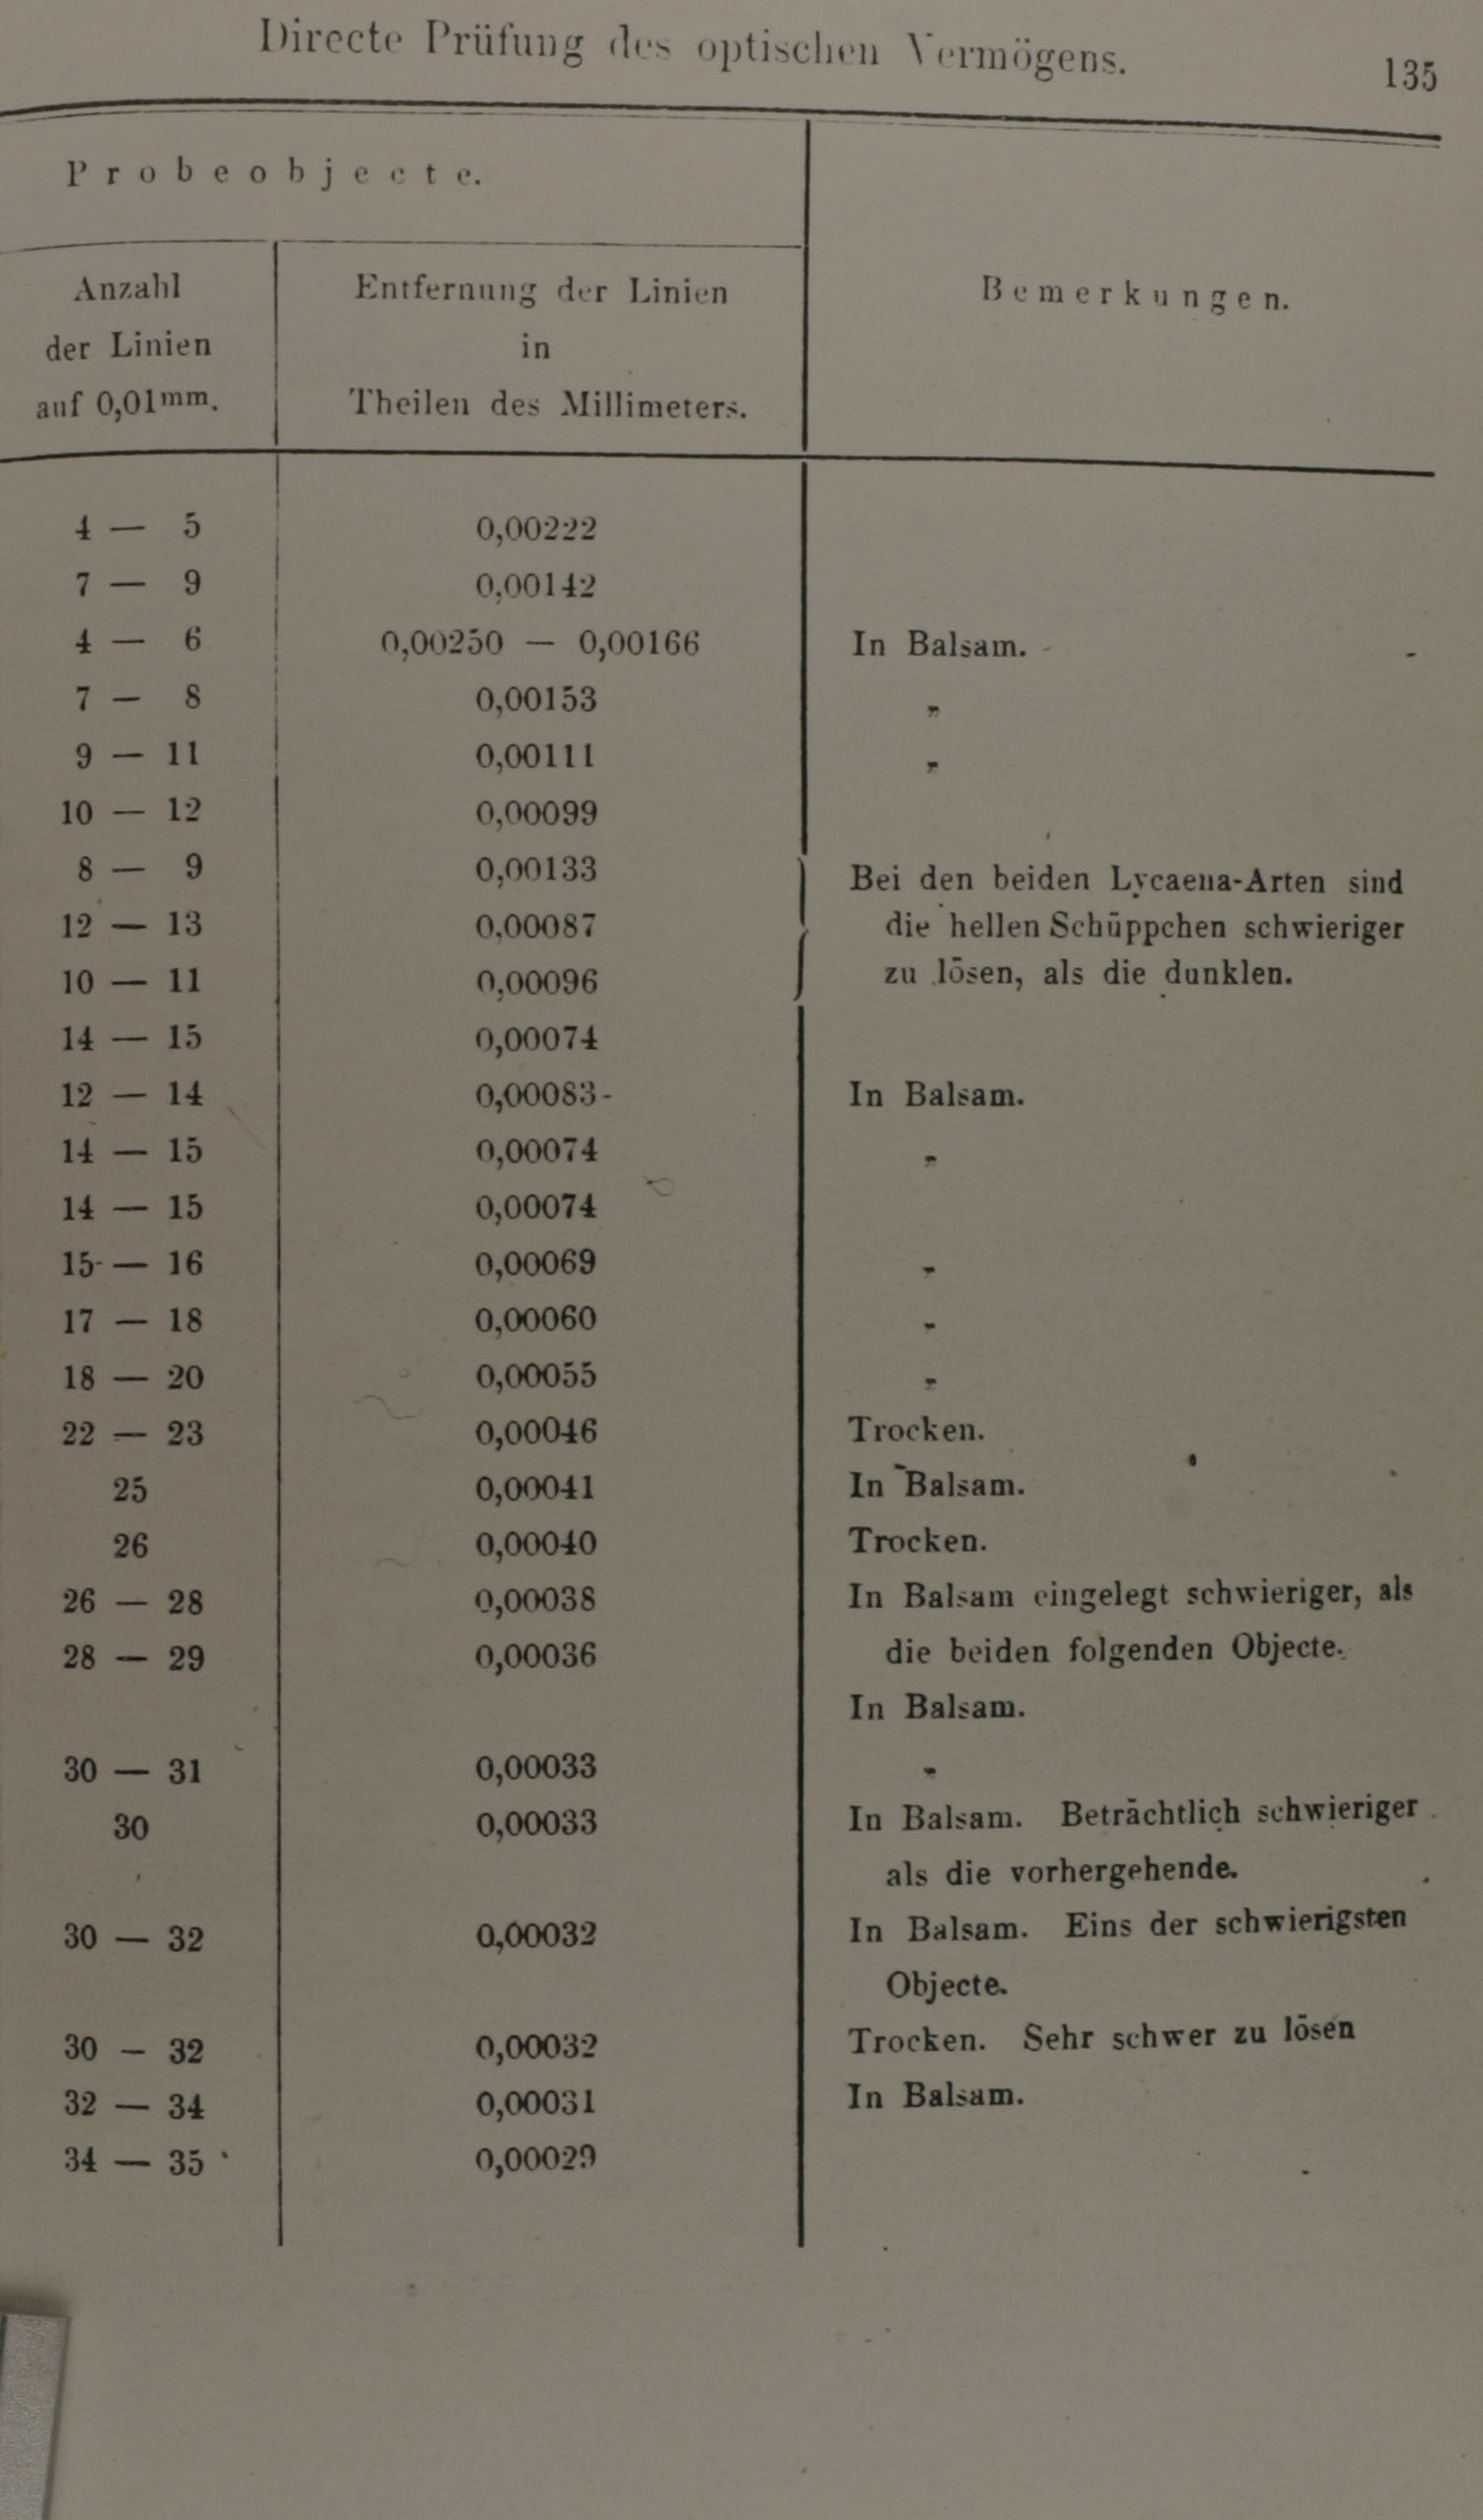 Directe Prüfung des optischen Vermögens. 135
Probeobjecte.
Anzahl Entfernung der Linien Bemerkungen.
der Linien in
auf 0,01mm. Theilen des Millimeters.
4 — 5 0,00222
7 — 9 0,00142
4 — 6 0,00250 — 0,00166 In Balsam.
7 — 8 0,00153 „
9 — 11 0,00111 „
10 — 12 0,00099
8 — 9 0,00133 Bei den beiden Lycaena-Arten sind
12 — 13 0,00087 die hellen Schüppchen schwieriger
10 — 11 0,00096 zu lösen, als die dunklen.
14 — 15 0,00074
12 — 14 0,00083 In Balsam.
14 — 15 0,00074 „
14 — 15 0,00074
15 — 16 0,00069 „
17 — 18 0,00060 „
18 — 20 0,00055 „
22 — 23 0,00046 Trocken.
25 0,00041 In Balsam.
26 0,00040 Trocken.
26 — 28 0,00038 In Balsam eingelegt schwieriger, als
28 — 29 0,00036 die beiden folgenden Objecte.
In Balsam.
30 — 31 0,00033 „
30 0,00033 In Balsam. Beträchtlich schwieriger
als die vorhergehende.
30 — 32 0,00032 In Balsam. Eins der schwierigsten
Objecte.
30 — 32 0,00032 Trocken. Sehr schwer zu lösen
32 — 34 0,00031 In Balsam.
34 — 35 0,00029